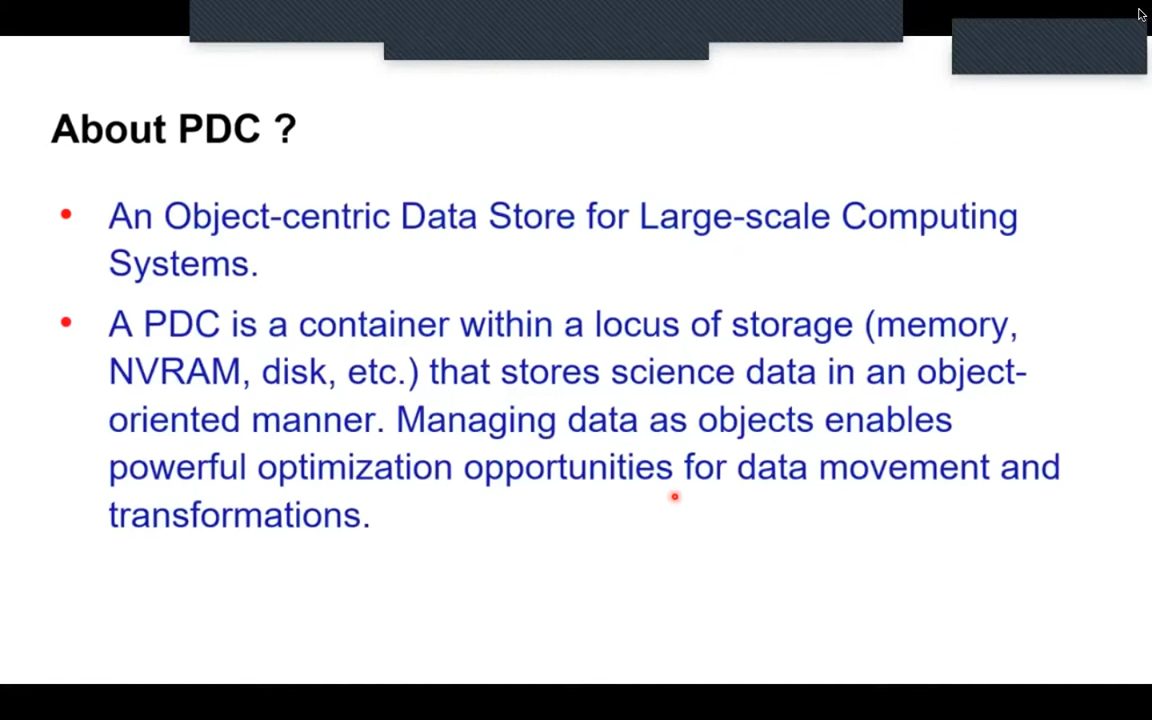 About PDC ?
• An Object-centric Data Store for Large-scale Computing
Systems.
• A PDC is a container within a locus of storage (memory,
NVRAM, disk, etc.) that stores science data in an object-
oriented manner. Managing data as objects enables
powerful optimization opportunities for data movement and
transformations.